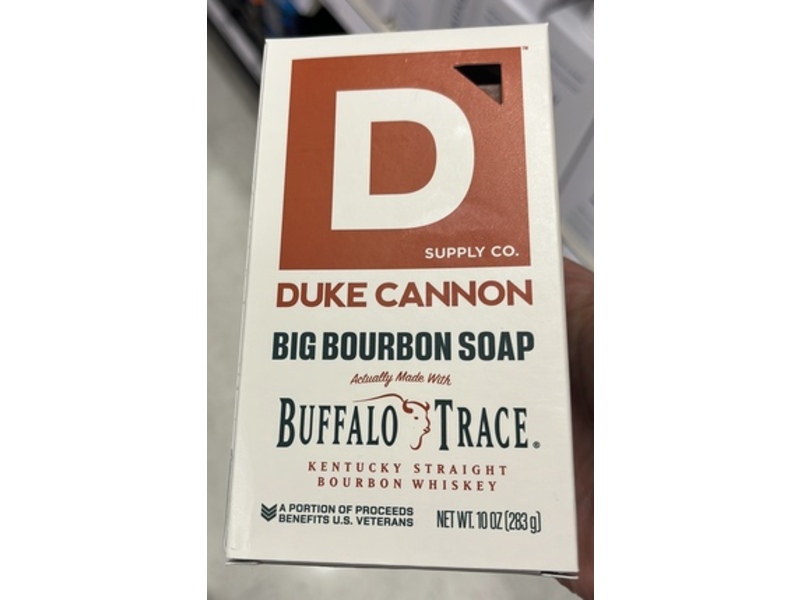 D
™
SUPPLY CO.
DUKE CANNON
BIG BOURBON SOAP
Actually Made With
BUFFALO TRACE®
KENTUCKY STRAIGHT
BOURBON WHISKEY
A PORTION OF PROCEEDS
BENEFITS U.S. VETERANS
NET WT. 10 OZ (283 g)